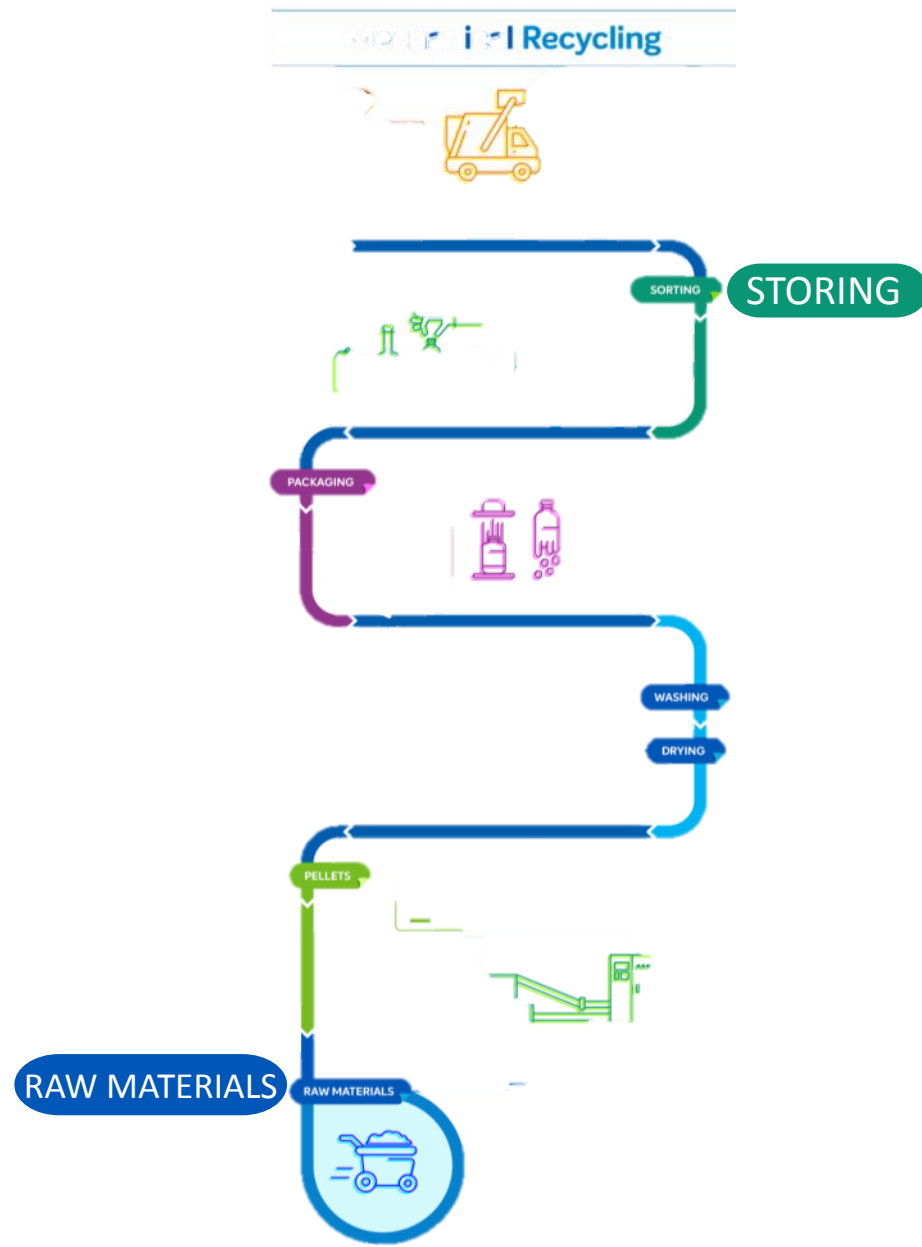 Recycling
SORTING
STORING
PACKAGING
WASHING
DRYING
PELLETS
RAW MATERIALS
RAW MATERIALS